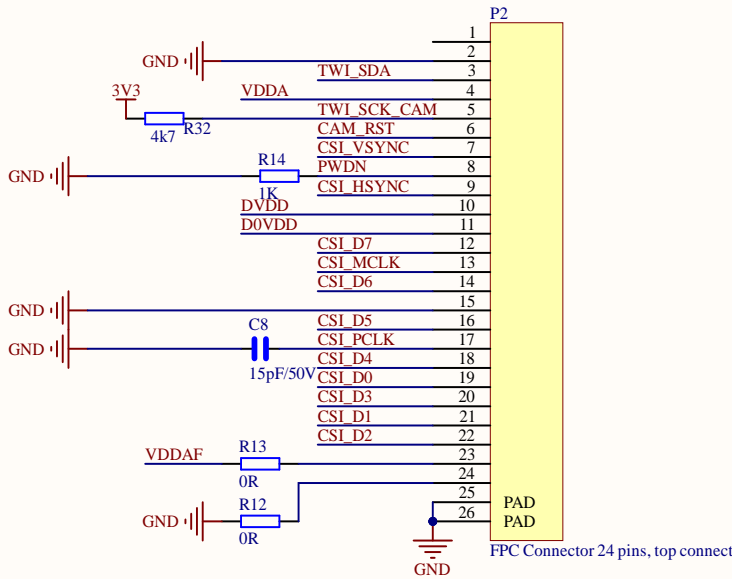 P2
1
GND 2
TWI_SDA 3
3V3 VDDA 4
4k7 R32 TWI_SCK_CAM 5
CAM_RST 6
CSI_VSYNC 7
GND R14 1K PWDN 8
CSI_HSYNC 9
DVDD 10
D0VDD 11
CSI_D7 12
CSI_MCLK 13
CSI_D6 14
GND 15
CSI_D5 16
GND C8 15pF/50V CSI_PCLK 17
CSI_D4 18
CSI_D0 19
CSI_D3 20
CSI_D1 21
CSI_D2 22
VDDAF R13 0R 23
24
25 PAD
GND R12 0R 26 PAD
FPC Connector 24 pins, top connect
GND